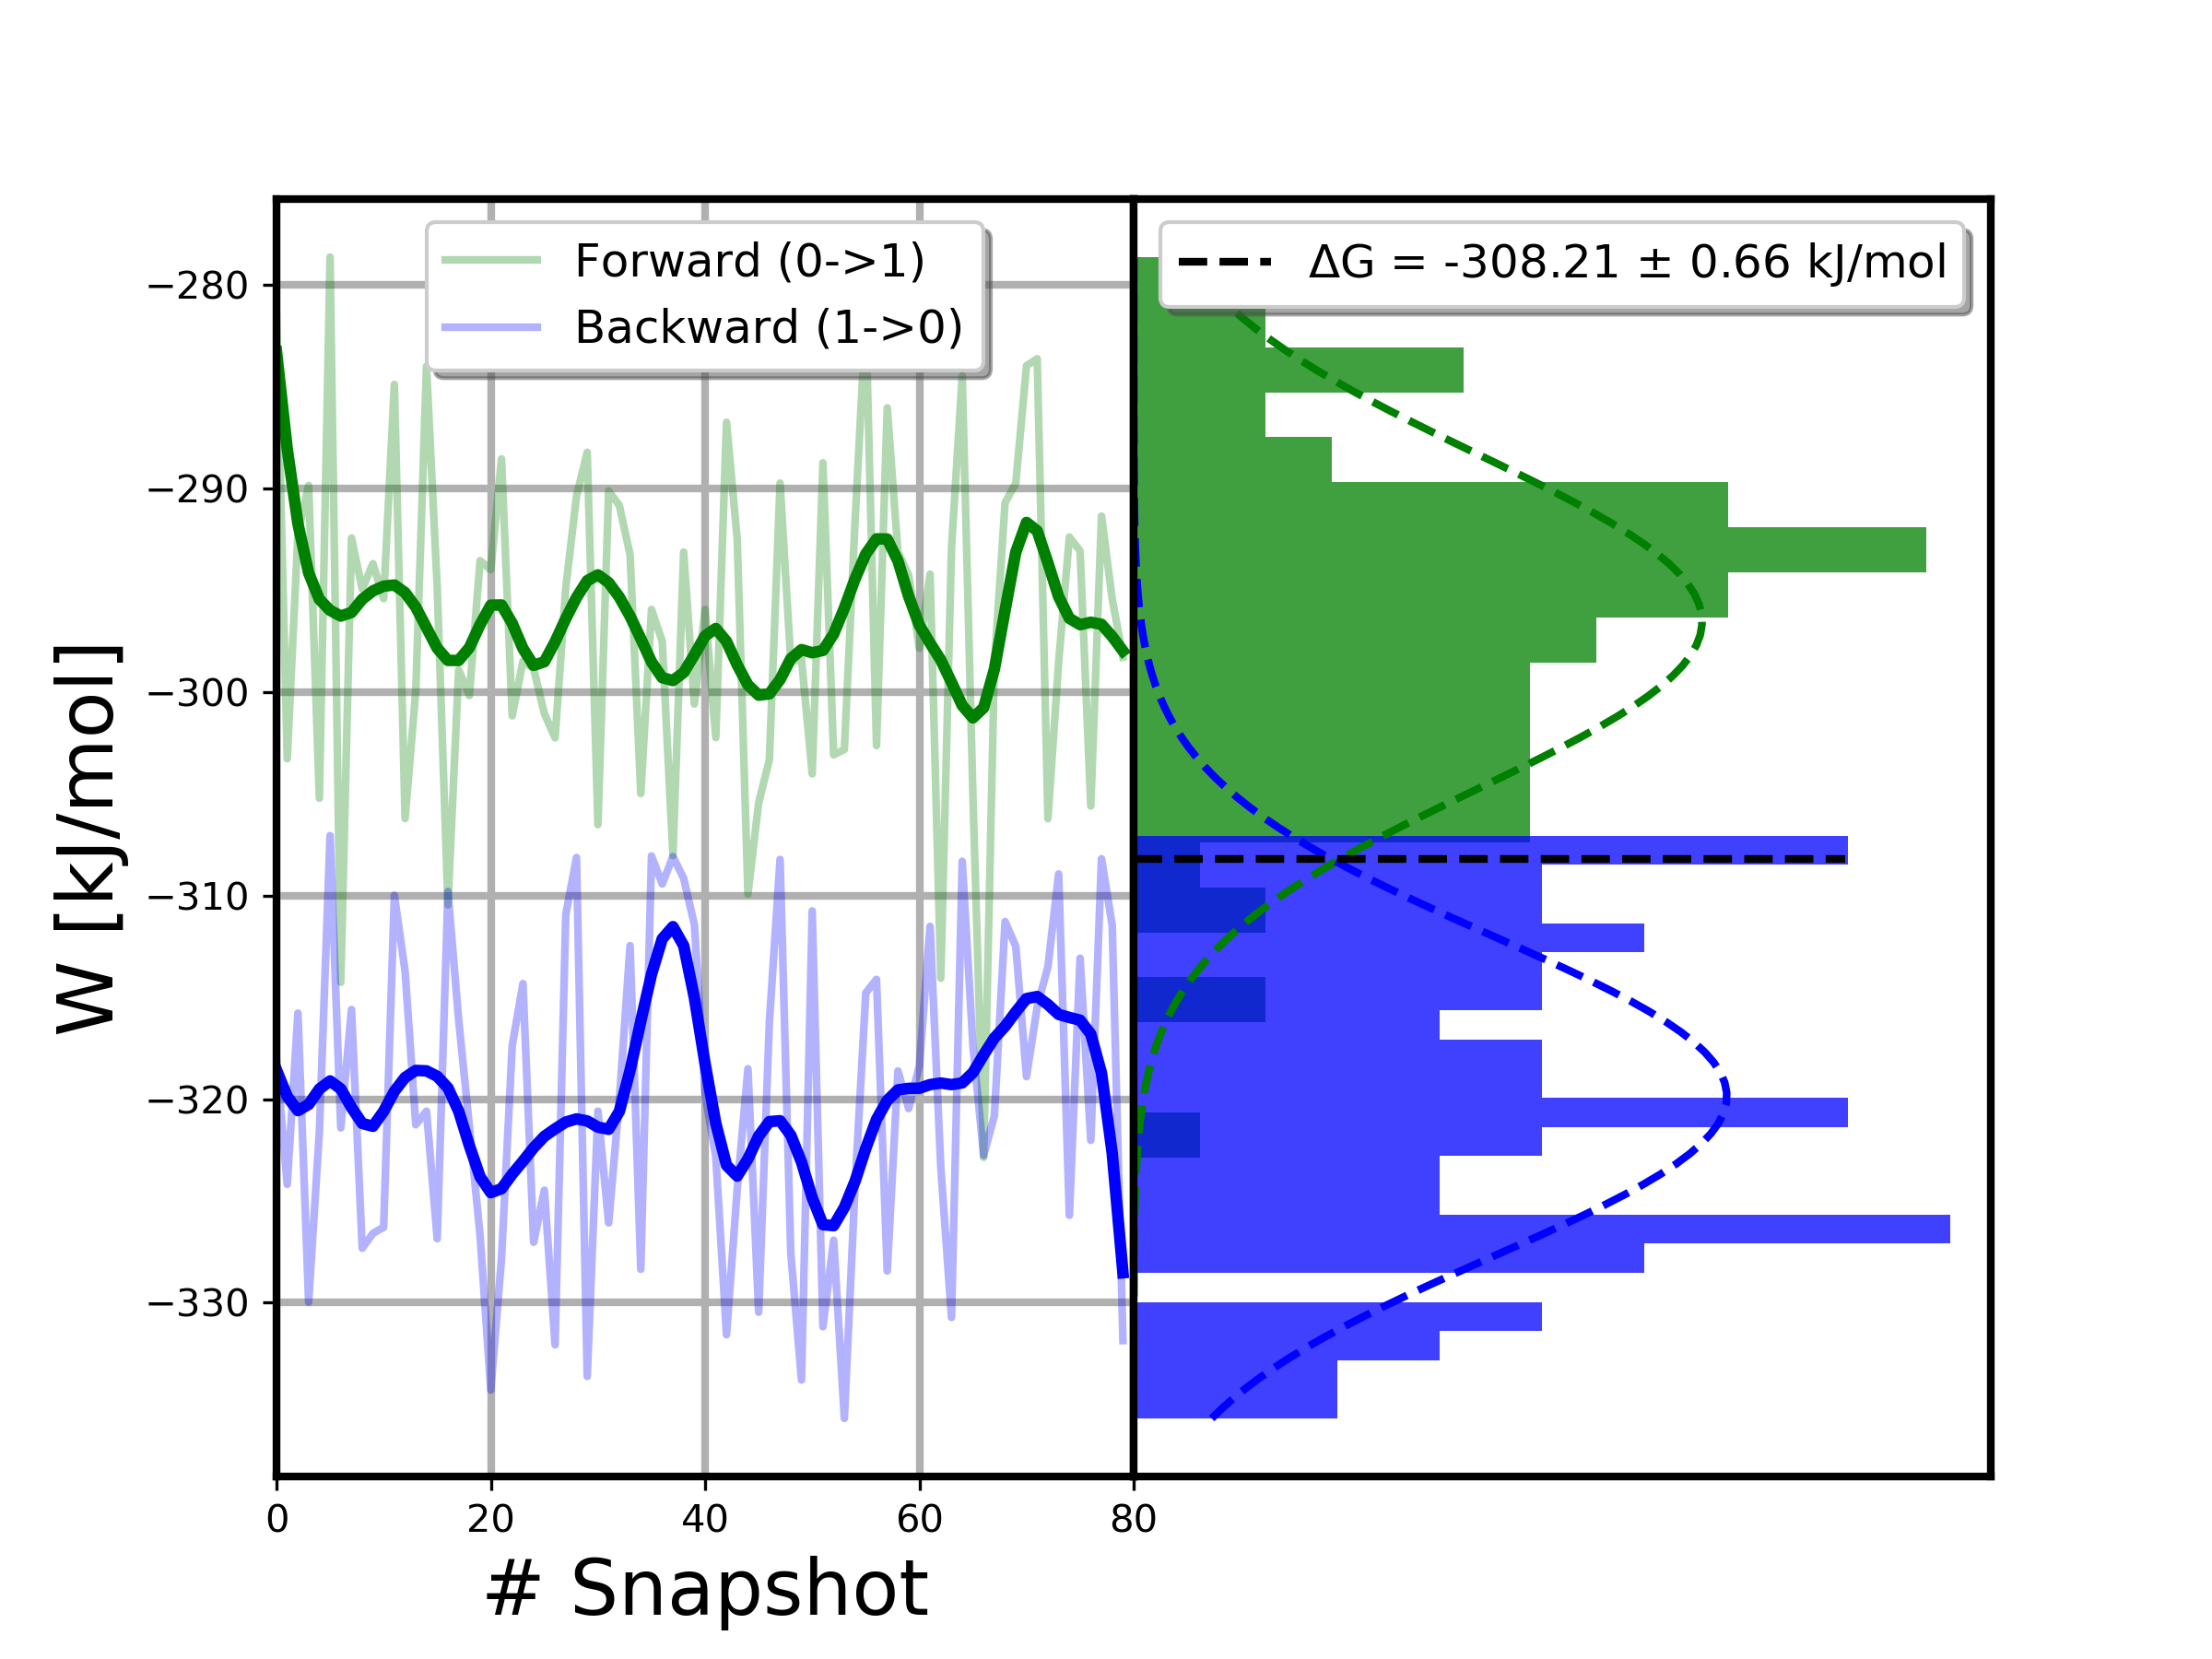 Forward (0->1)
Backward (1->0)
ΔG = -308.21 ± 0.66 kJ/mol
−280
−290
−300
−310
−320
−330
W [kJ/mol]
0 20 40 60 80
# Snapshot